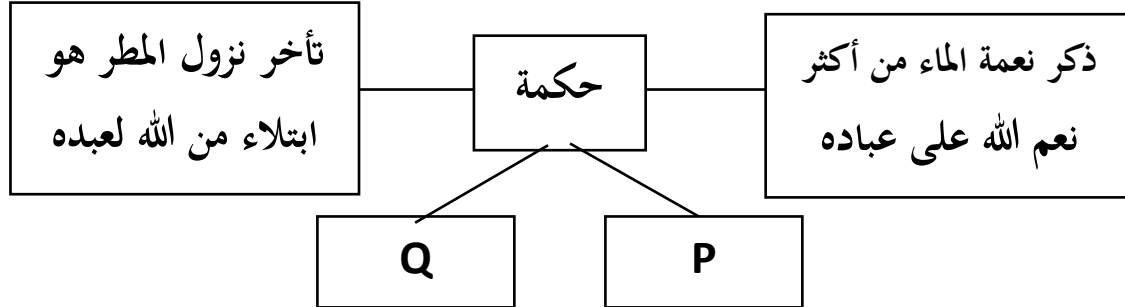 ذكر نعمة الماء من أكثر
نعم الله على عباده
حكمة
تأخر نزول المطر هو
ابتلاء من الله لعبده
P
Q